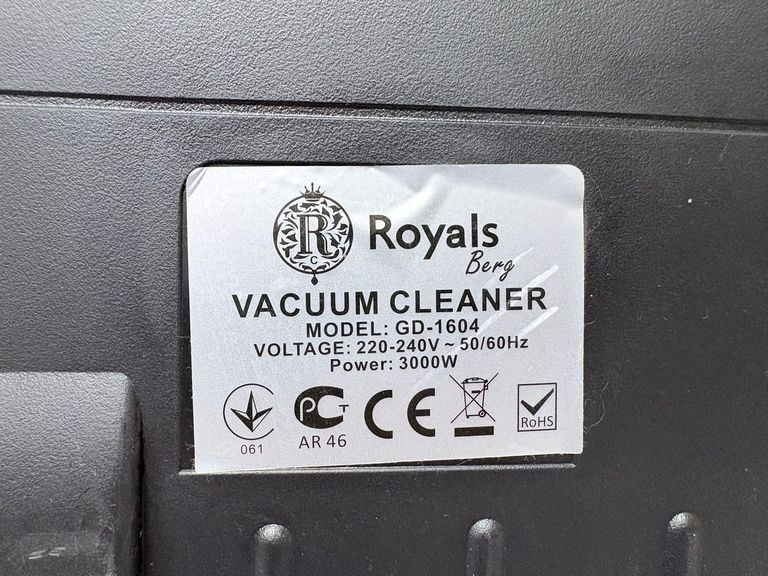 R
C
Royals
Berg
VACUUM CLEANER
MODEL: GD-1604
VOLTAGE: 220-240V ~ 50/60Hz
Power: 3000W
061
РСТ
AR 46
CE
RoHS